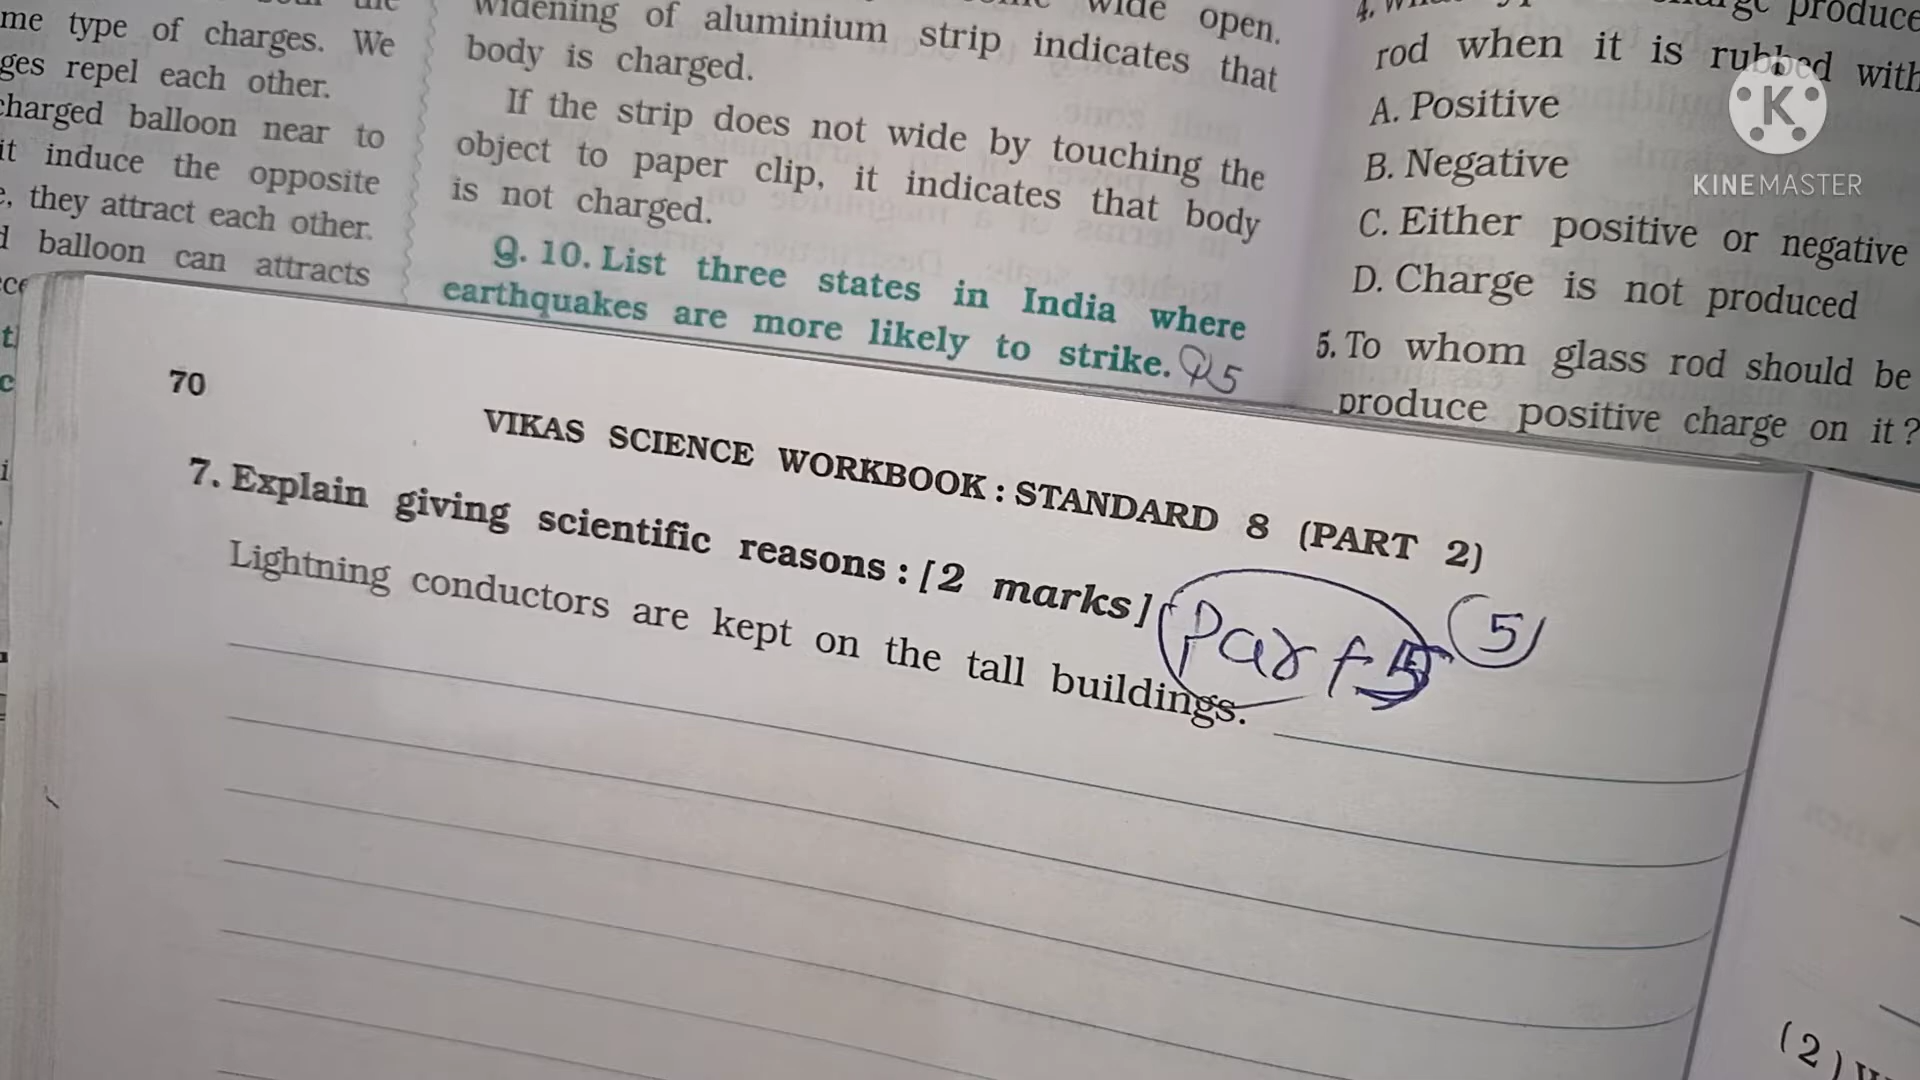 me type of charges. We
ges repel each other.
charged balloon near to
it induce the opposite
, they attract each other.
balloon can attracts
widening of aluminium strip indicates that
wide open.
body is charged.
If the strip does not wide by touching the
object to paper clip, it indicates that body
is not charged.
Q. 10. List three states in India where
earthquakes are more likely to strike. Q5
4.
produce
rod when it is rubbed with
A. Positive
B. Negative
C. Either positive or negative
D. Charge is not produced
5. To whom glass rod should be
produce positive charge on it?
KINEMASTER
70
VIKAS SCIENCE WORKBOOK : STANDARD 8 (PART 2)
7. Explain giving scientific reasons : [2 marks] Part 5 (5)
Lightning conductors are kept on the tall buildings.
(2)